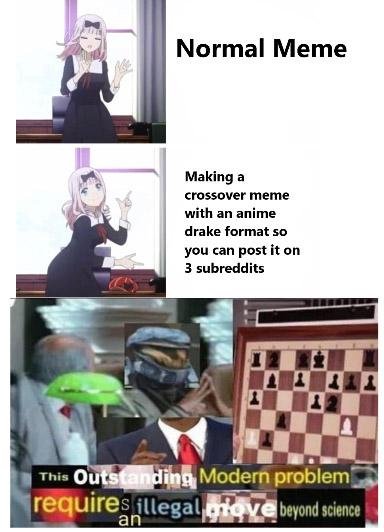 Normal Meme
Making a
crossover meme
with an anime
drake format so
you can post it on
3 subreddits
This Outstanding Modern problem
requires an illegal move beyond science